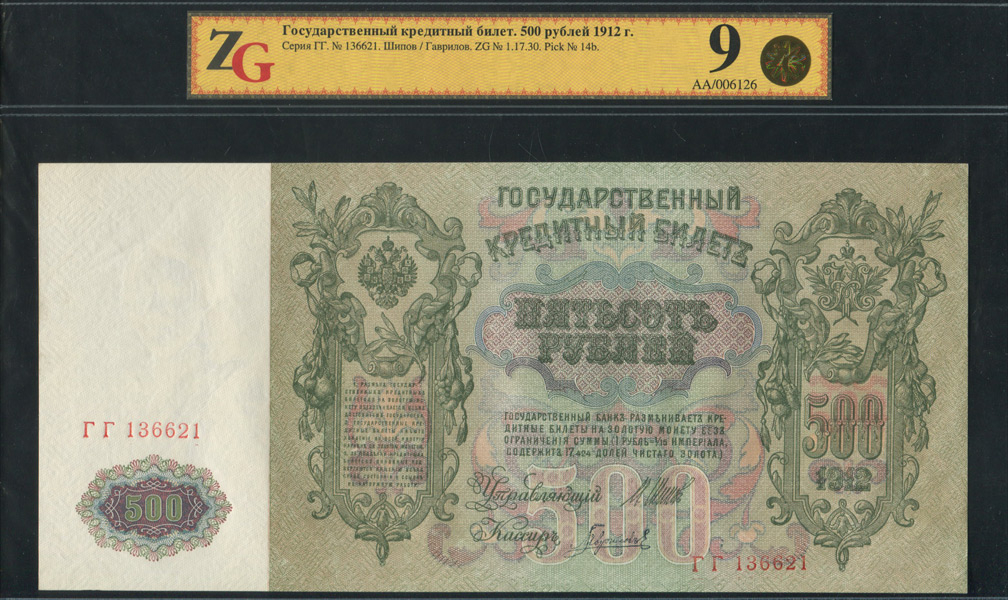 ZG
Государственный кредитный билет. 500 рублей 1912 г.
Серия ГГ. № 136621. Шипов / Гаврилов. ZG № 1.17.30. Pick № 14b.
9
AA/006126
ГОСУДАРСТВЕННЫЙ
КРЕДИТНЫЙ БИЛЕТЪ
ПЯТЬСОТЪ
РУБЛЕЙ
ГОСУДАРСТВЕННЫЙ БАНКЪ РАЗМѢНИВАЕТЪ КРЕ-
ДИТНЫЕ БИЛЕТЫ НА ЗОЛОТУЮ МОНЕТУ БЕЗЪ
ОГРАНИЧЕНІЯ СУММЫ (1 РУБЛЬ=1/15 ИМПЕРІАЛА,
СОДЕРЖИТЪ 17,424 ДОЛЕЙ ЧИСТАГО ЗОЛОТА.)
500
1912
ГГ 136621
500
Управляющій
Кассиръ
500
ГГ 136621